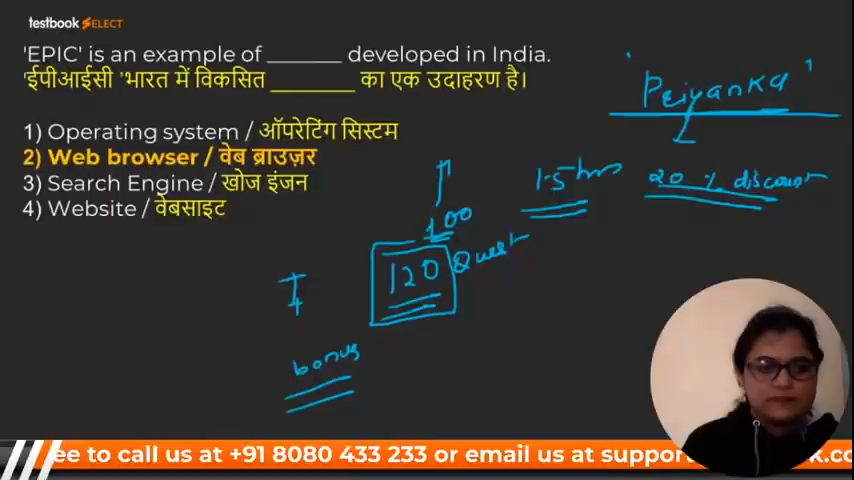 testbook SELECT
'EPIC' is an example of ______ developed in India.
'ईपीआईसी 'भारत में विकसित _______ का एक उदाहरण है।
1) Operating system / ऑपरेटिंग सिस्टम
2) Web browser / वेब ब्राउज़र
3) Search Engine / खोज इंजन
4) Website / वेबसाइट
'Priyanka'
1.5 hrs
20 % discount
100
120 Quest
bonus
ee to call us at +91 8080 433 233 or email us at suppor k.co